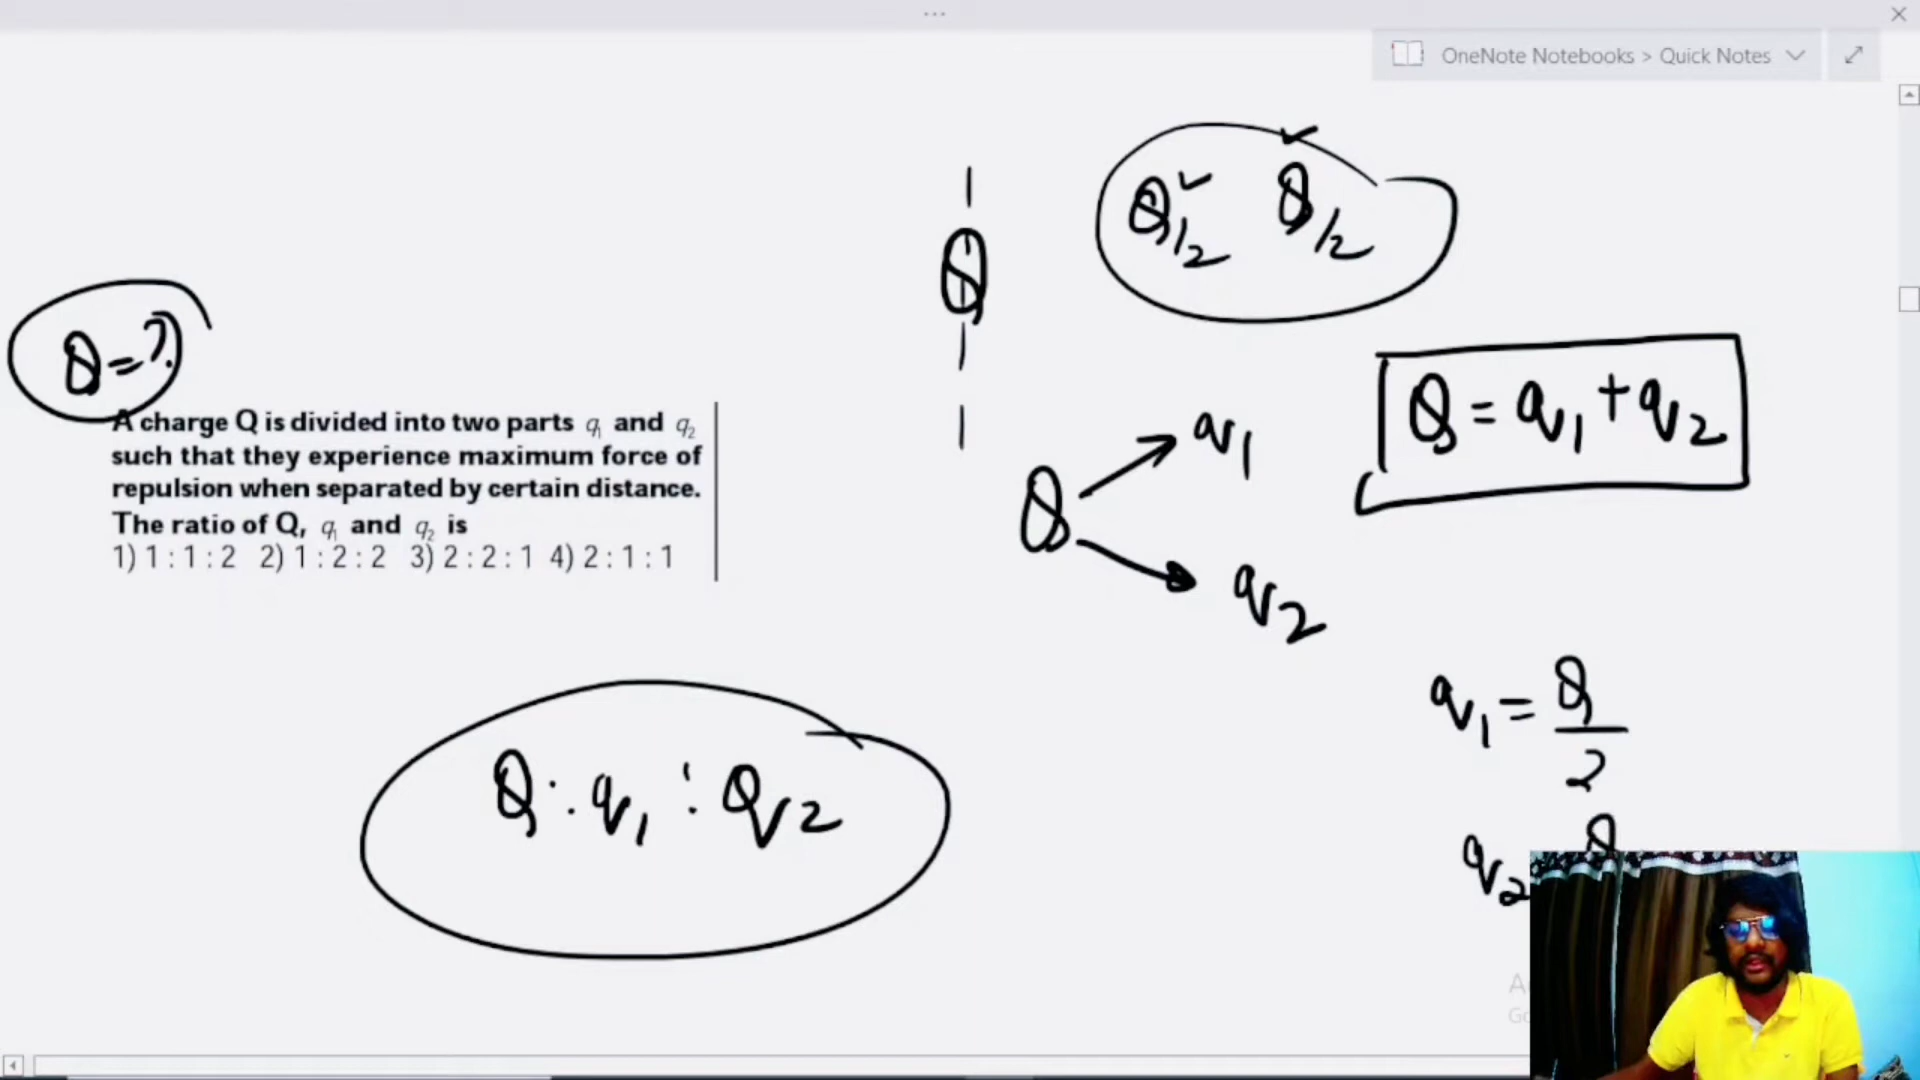 OneNote Notebooks > Quick Notes
Q/2 Q/2
Q
Q=?
Q = q1 + q2
A charge Q is divided into two parts q1 and q2
such that they experience maximum force of
repulsion when separated by certain distance.
The ratio of Q, q1 and q2 is
1) 1 : 1 : 2 2) 1 : 2 : 2 3) 2 : 2 : 1 4) 2 : 1 : 1
Q
q1
q2
q1 = Q/2
Q : q1 : q2
q2 Q